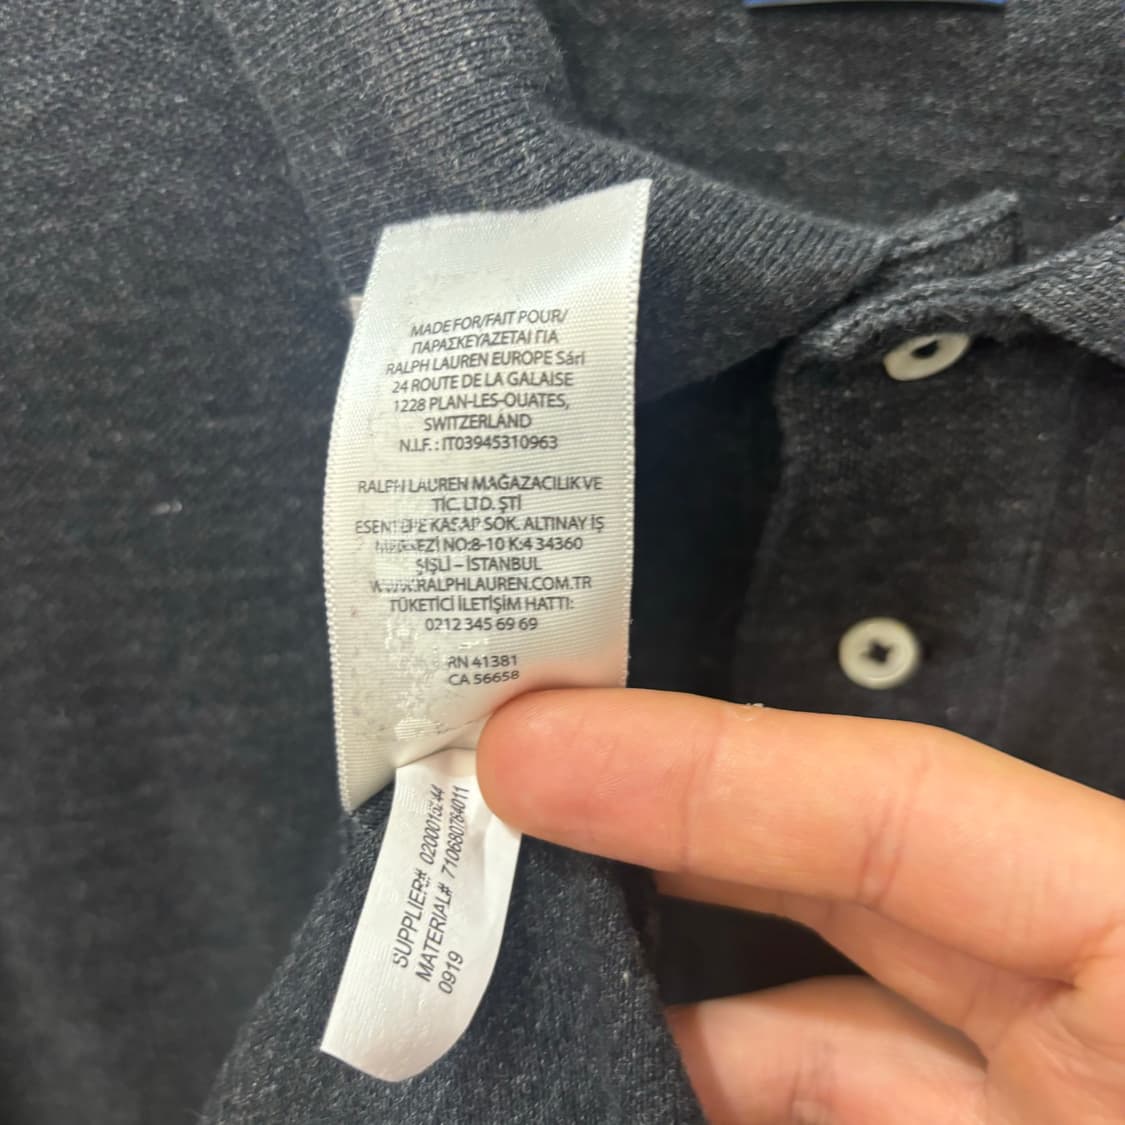 MADE FOR/FAIT POUR/
ΠΑΡΑΣΚΕΥΑΖΕΤΑΙ ΓΙΑ
RALPH LAUREN EUROPE Sárl
24 ROUTE DE LA GALAISE
1228 PLAN-LES-OUATES,
SWITZERLAND
N.I.F. : IT03945310963
RALPH LAUREN MAĞAZACILIK VE
TİC. LTD. ŞTİ
ESENTEPE KASAP SOK. ALTINAY İŞ
MERKEZİ NO:8-10 K:4 34360
ŞİŞLİ – İSTANBUL
WWW.RALPHLAUREN.COM.TR
TÜKETİCİ İLETİŞİM HATTI:
0212 345 69 69
RN 41381
CA 56658
SUPPLIER#
MATERIAL# 710680784011
0919